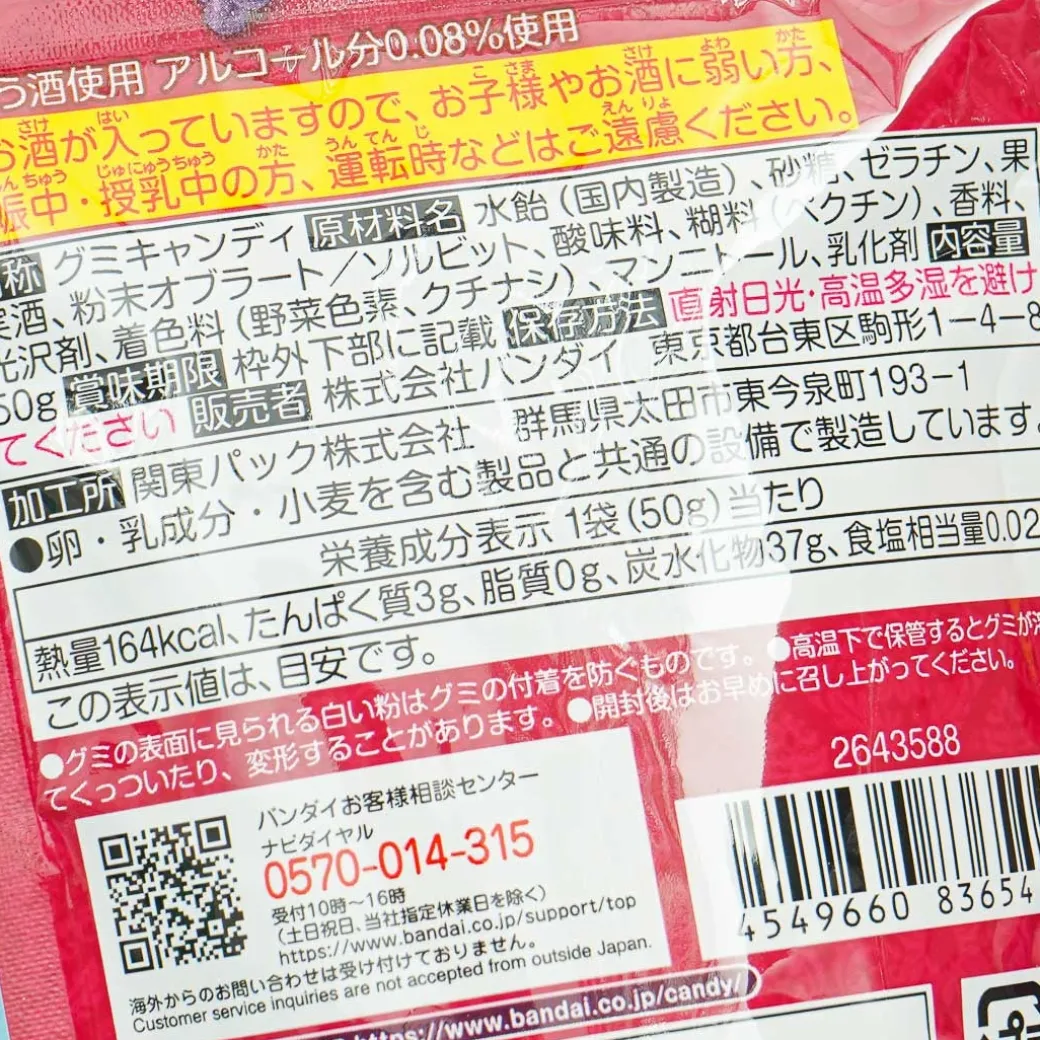 う酒使用 アルコール分0.08%使用
お酒が入っていますので、お子様やお酒に弱い方、
娠中・授乳中の方、運転時などはご遠慮ください。
称 グミキャンディ 原材料名 水飴（国内製造）、砂糖、ゼラチン、果
実酒、粉末オブラート／ソルビット、酸味料、糊料（ペクチン）、香料、
光沢剤、着色料（野菜色素、クチナシ）、マンニトール、乳化剤 内容量
50g 賞味期限 枠外下部に記載 保存方法 直射日光・高温多湿を避け
てください 販売者 株式会社バンダイ 東京都台東区駒形1-4-8
加工所 関東パック株式会社 群馬県太田市東今泉町193-1
●卵・乳成分・小麦を含む製品と共通の設備で製造しています。
栄養成分表示 1袋（50g）当たり
熱量164kcal、たんぱく質3g、脂質0g、炭水化物37g、食塩相当量0.02
この表示値は、目安です。
●グミの表面に見られる白い粉はグミの付着を防ぐものです。●高温下で保管するとグミが溶
てくっついたり、変形することがあります。●開封後はお早めに召し上がってください。
2643588
バンダイお客様相談センター
ナビダイヤル
0570-014-315
受付10時～16時
（土日祝日、当社指定休業日を除く）
https://www.bandai.co.jp/support/top
海外からのお問い合わせは受け付けておりません。
Customer service inquiries are not accepted from outside Japan.
4549660 83654
https://www.bandai.co.jp/candy/
プラ